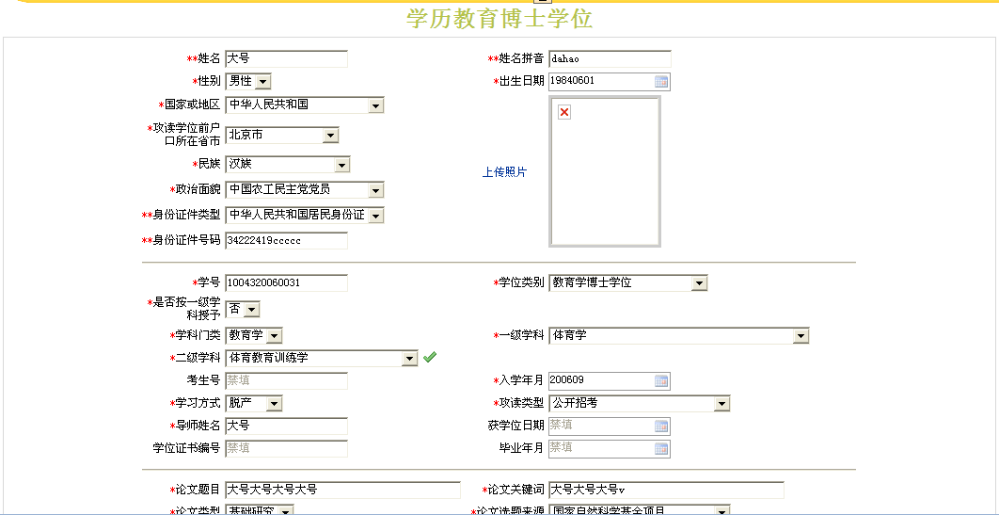 学历教育博士学位
**姓名 大号 **姓名拼音 dahao
*性别 男性 *出生日期 19840601
*国家或地区 中华人民共和国
*攻读学位前户
口所在省市 北京市
*民族 汉族
上传照片
*政治面貌 中国农工民主党党员
**身份证件类型 中华人民共和国居民身份证
**身份证件号码 34222419ccccc
*学号 1004320060031 *学位类别 教育学博士学位
*是否按一级学
科授予 否
*学科门类 教育学 *一级学科 体育学
*二级学科 体育教育训练学
考生号 禁填 *入学年月 200609
*学习方式 脱产 *攻读类型 公开招考
*导师姓名 大号 获学位日期 禁填
学位证书编号 禁填 毕业年月 禁填
*论文题目 大号大号大号大号 *论文关键词 大号大号大号v
*论文类型 基础研究 *论文选题来源 国家自然科学基金项目